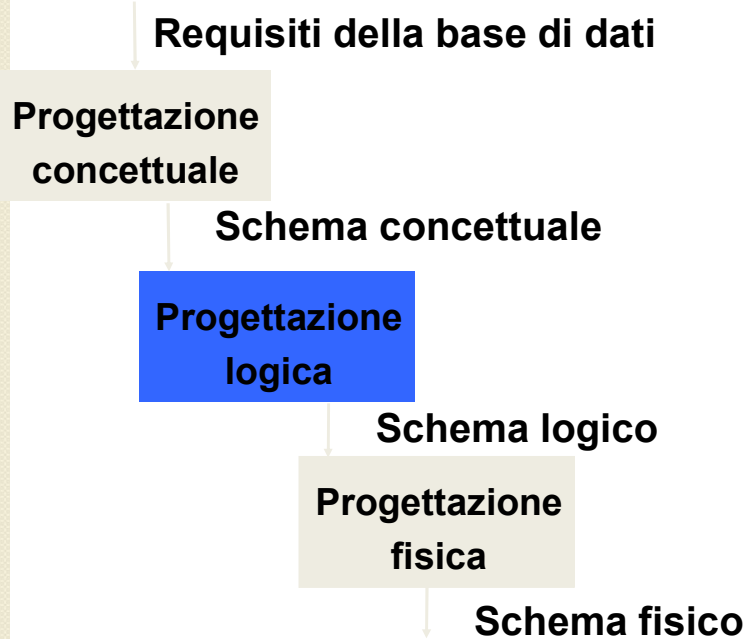 Requisiti della base di dati
Progettazione
concettuale
Schema concettuale
Progettazione
logica
Schema logico
Progettazione
fisica
Schema fisico